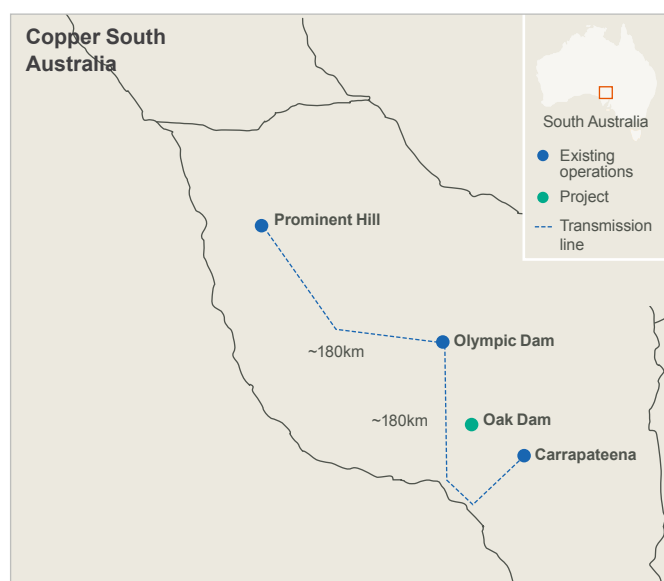 Copper South
Australia
South Australia
Existing
operations
Project
Transmission
line
Prominent Hill
~180km
Olympic Dam
~180km
Oak Dam
Carrapateena